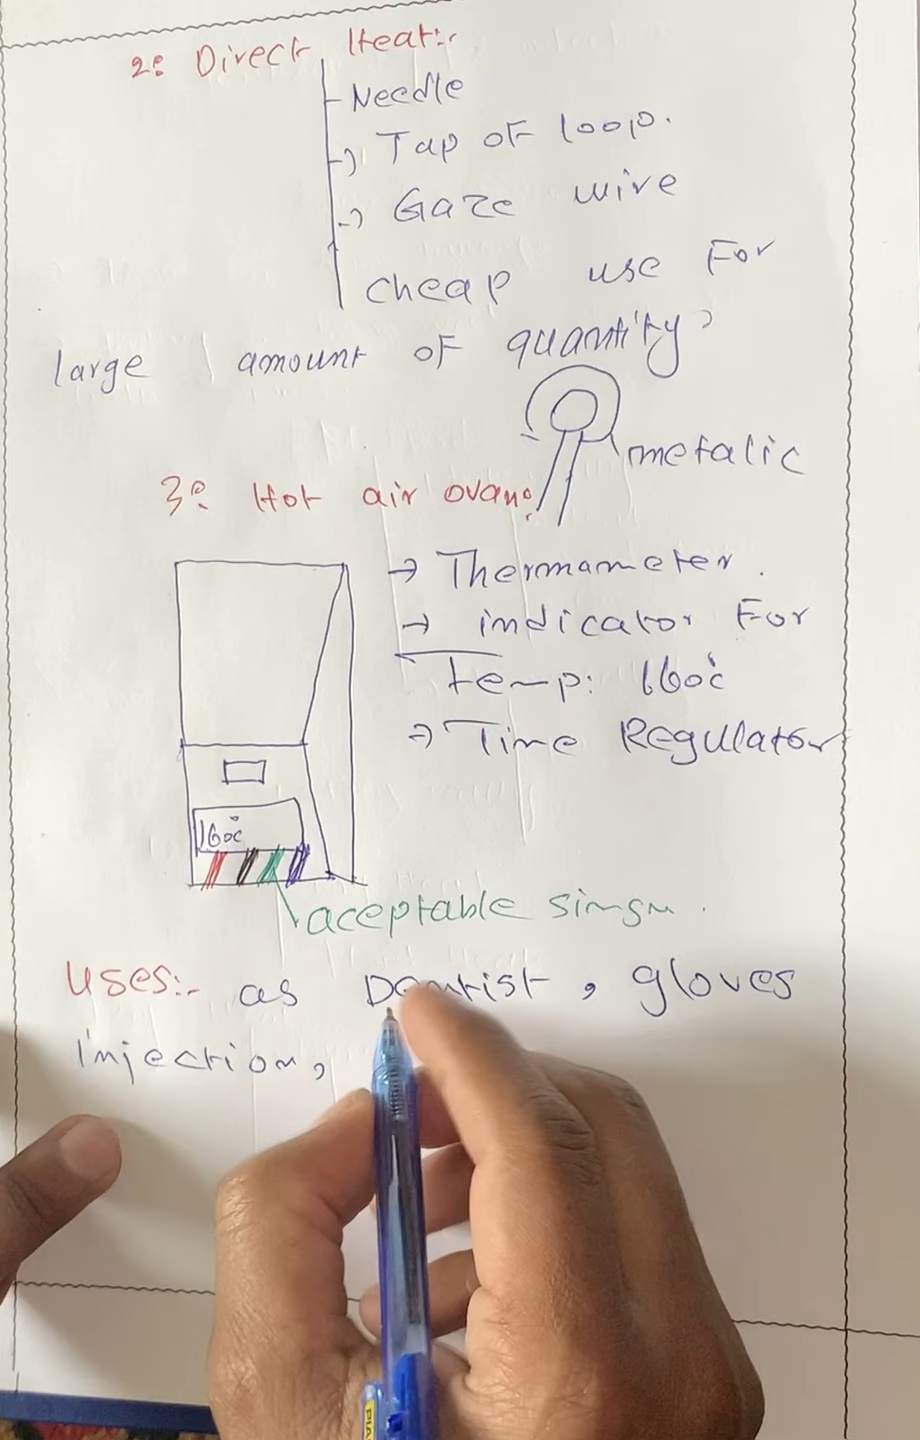 2: Direct Heat:-
Needle
→ Tap of loop.
→ Gaze wire
cheap use For
large amount of quantity
metalic
3: Hot air ovan:
→ Thermameter.
→ indicator For
temp: 160°c
→ Time Regulator
160°c
aceptable singn.
Uses:- as Dentist, gloves
injection,